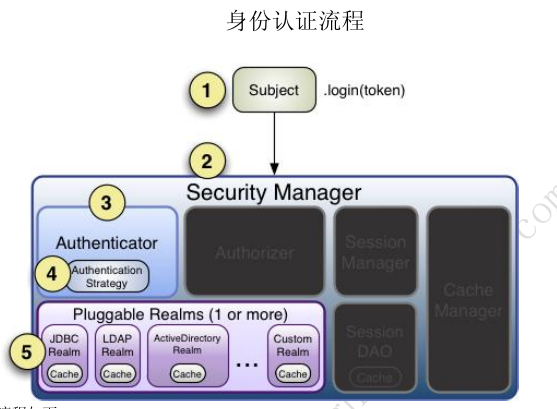 身份认证流程
1
Subject
.login(token)
2
Security Manager
3
Authenticator
4
Authentication
Strategy
Authorizer
Session
Manager
Cache
Manager
Session
DAO
Cache
Pluggable Realms (1 or more)
5
JDBC
Realm
Cache
LDAP
Realm
Cache
ActiveDirectory
Realm
Cache
...
Custom
Realm
Cache